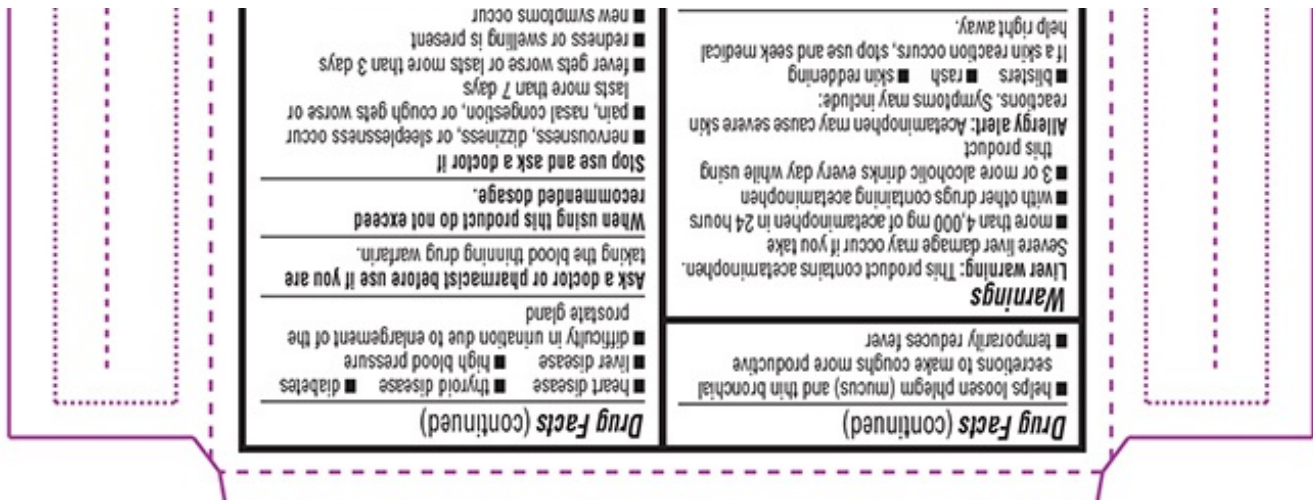 Drug Facts (continued)
■ helps loosen phlegm (mucus) and thin bronchial
secretions to make coughs more productive
■ temporarily reduces fever
Warnings
Liver warning: This product contains acetaminophen.
Severe liver damage may occur if you take
■ more than 4,000 mg of acetaminophen in 24 hours
■ with other drugs containing acetaminophen
■ 3 or more alcoholic drinks every day while using
this product
Allergy alert: Acetaminophen may cause severe skin
reactions. Symptoms may include:
■ blisters ■ rash ■ skin reddening
If a skin reaction occurs, stop use and seek medical
help right away.
Drug Facts (continued)
■ heart disease ■ thyroid disease ■ diabetes
■ liver disease ■ high blood pressure
■ difficulty in urination due to enlargement of the
prostate gland
Ask a doctor or pharmacist before use if you are
taking the blood thinning drug warfarin.
When using this product do not exceed
recommended dosage.
Stop use and ask a doctor if
■ nervousness, dizziness, or sleeplessness occur
■ pain, nasal congestion, or cough gets worse or
lasts more than 7 days
■ fever gets worse or lasts more than 3 days
■ redness or swelling is present
■ new symptoms occur